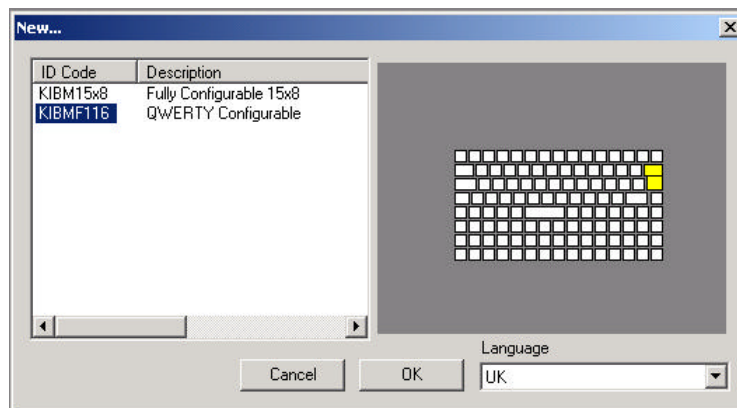 New...
ID Code Description
KIBM15x8 Fully Configurable 15x8
KIBMF116 QWERTY Configurable
Language
Cancel OK UK